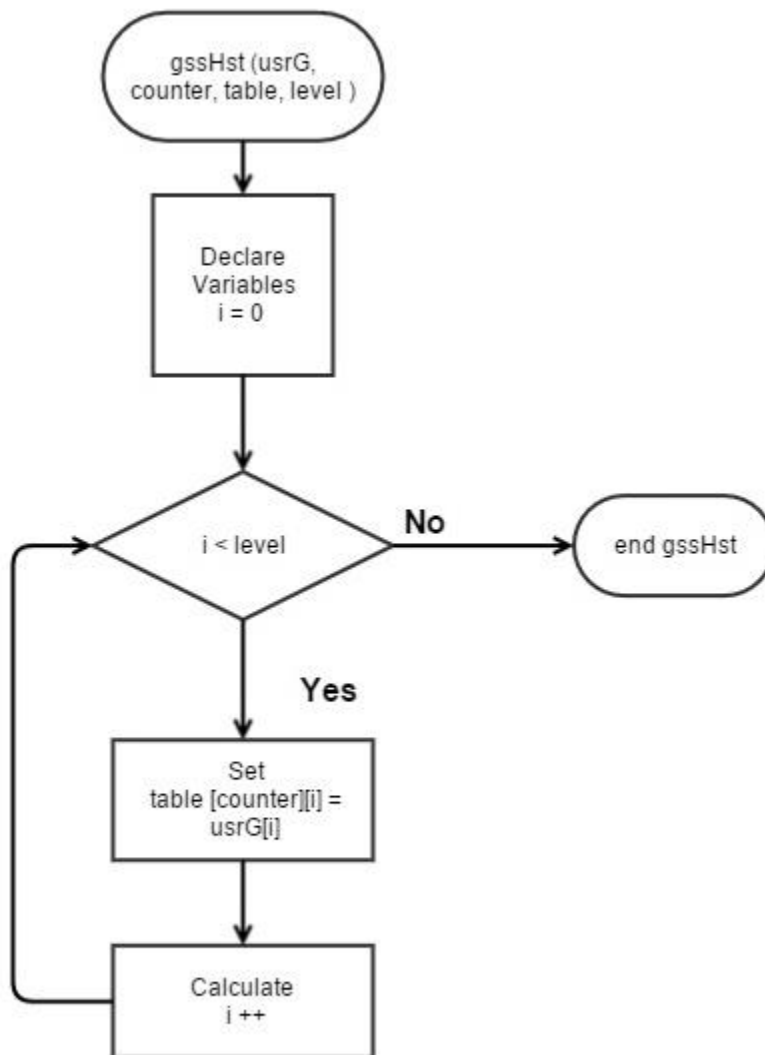 gssHst (usrG,
counter, table, level )
Declare
Variables
i = 0
i < level
No
end gssHst
Yes
Set
table [counter][i] =
usrG[i]
Calculate
i ++